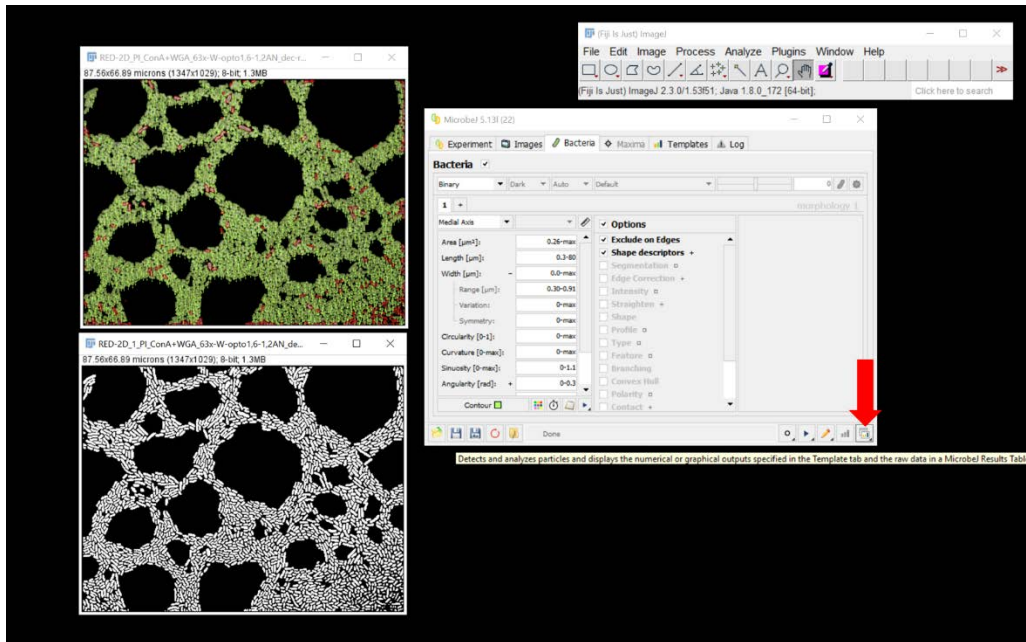 RED-2D_PI_ConA+WGA_63x-W-opto1,6-1,2AN_dec-r...
87.56x66.89 microns (1347x1029); 8-bit; 1.3MB
(Fiji Is Just) ImageJ
File Edit Image Process Analyze Plugins Window Help
(Fiji Is Just) ImageJ 2.3.0/1.53f51; Java 1.8.0_172 [64-bit];
Click here to search
MicrobeJ 5.13l (22)
Experiment Images Bacteria Maxima Templates Log
Bacteria
Binary Dark Auto Default 0
1 + morphology 1
Medial Axis
Options
Area [µm²]: 0.26-max
Exclude on Edges
Length [µm]: 0.3-80
Shape descriptors +
Width [µm]: - 0.0-max
Segmentation
Edge Correction +
Range [µm]: 0.30-0.91
Intensity
Variation: 0-max
Straighten +
Symmetry: 0-max
Shape
Circularity [0-1]: 0-max
Profile
Type
Curvature [0-max]: 0-max
Feature
Sinuosity [0-max]: 0-1.1
Branching
Angularity [rad]: + 0-0.3
Convex Hull
Polarity
Contour
Contact +
Done
Detects and analyzes particles and displays the numerical or graphical outputs specified in the Template tab and the raw data in a MicrobeJ Results Tabl
RED-2D_1_PI_ConA+WGA_63x-W-opto1,6-1,2AN_de...
87.56x66.89 microns (1347x1029); 8-bit; 1.3MB